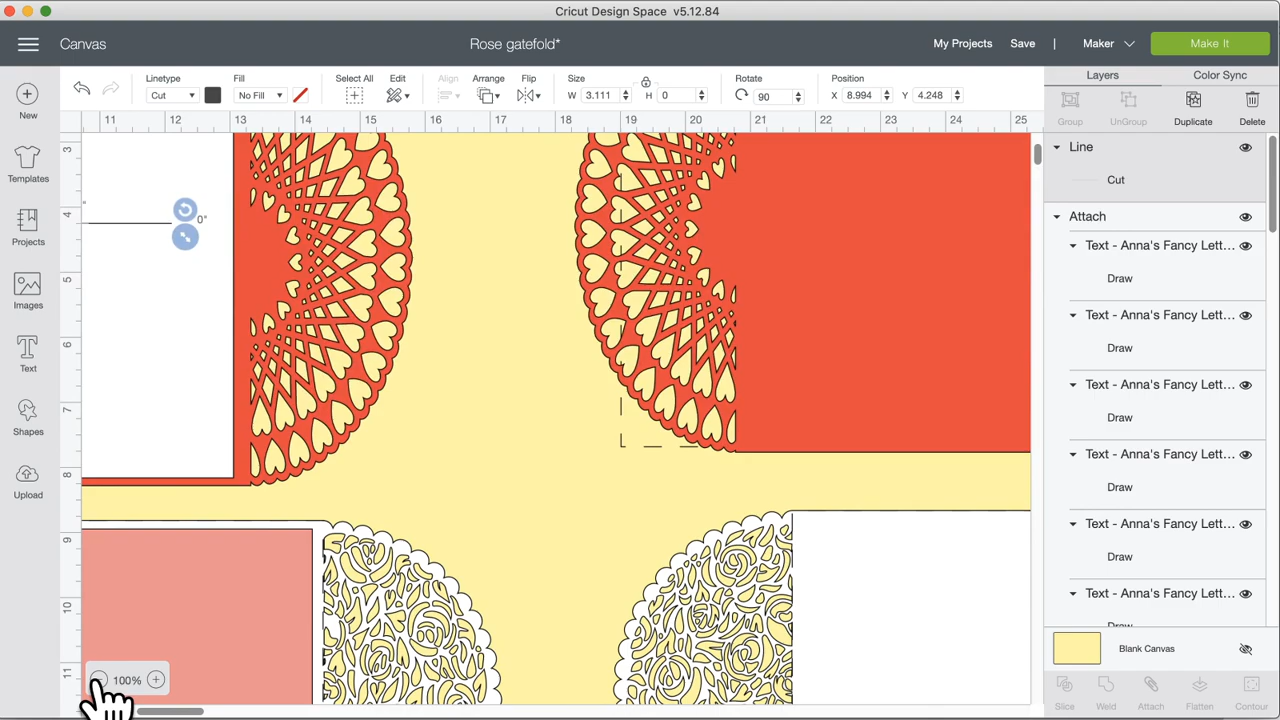 Cricut Design Space v5.12.84
Canvas
Rose gatefold*
My Projects Save | Maker Make It
Linetype Fill Select All Edit Align Arrange Flip Size Rotate Position
Cut No Fill W 3.111 H 0 90 X 8.994 Y 4.248
Layers Color Sync
Group UnGroup Duplicate Delete
New
Templates
Projects
Images
Text
Shapes
Upload
11 12 13 14 15 16 17 18 19 20 21 22 23 24 25
3
4
5
6
7
8
9
10
11
"
0°
100%
Line
Cut
Attach
Text - Anna's Fancy Lett...
Draw
Text - Anna's Fancy Lett...
Draw
Text - Anna's Fancy Lett...
Draw
Text - Anna's Fancy Lett...
Draw
Text - Anna's Fancy Lett...
Draw
Text - Anna's Fancy Lett...
Draw
Blank Canvas
Slice Weld Attach Flatten Contour